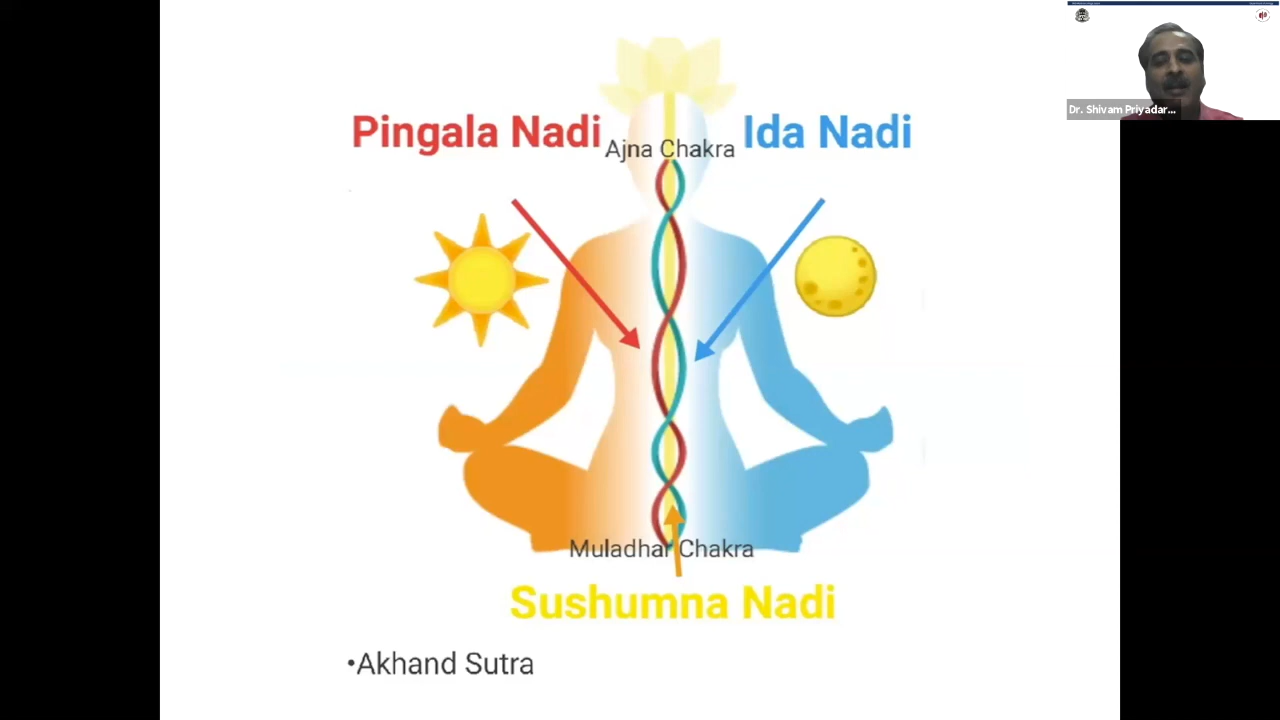 Pingala Nadi
Ajna Chakra
Ida Nadi
Muladhar Chakra
Sushumna Nadi
•Akhand Sutra
Dr. Shivam Priyadar...